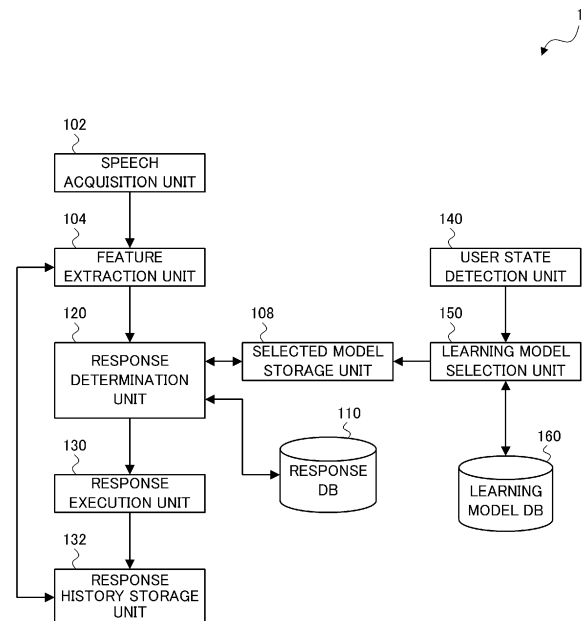 1
102
SPEECH
ACQUISITION UNIT
104
FEATURE
EXTRACTION UNIT
140
USER STATE
DETECTION UNIT
120
RESPONSE
DETERMINATION
UNIT
108
SELECTED MODEL
STORAGE UNIT
150
LEARNING MODEL
SELECTION UNIT
110
RESPONSE
DB
160
LEARNING
MODEL DB
130
RESPONSE
EXECUTION UNIT
132
RESPONSE
HISTORY STORAGE
UNIT